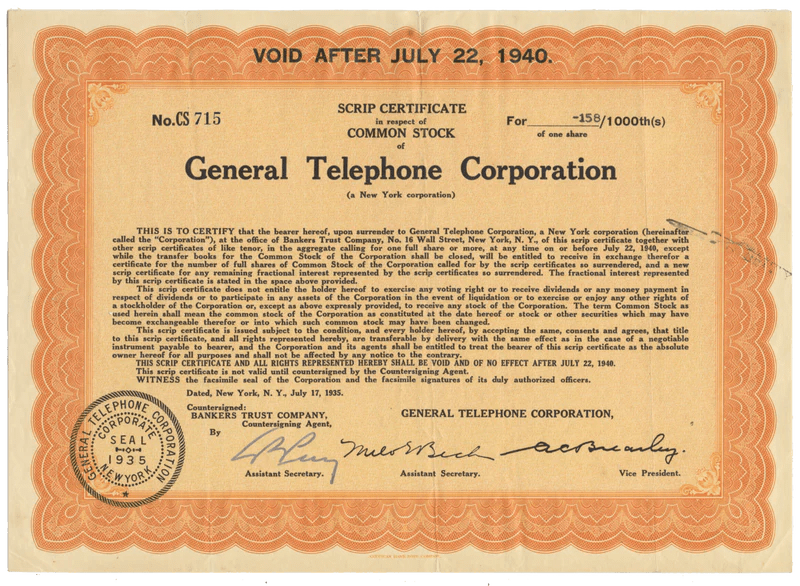 VOID AFTER JULY 22, 1940.
No. CS 715
SCRIP CERTIFICATE
in respect of
COMMON STOCK
of
For -158/1000th(s)
of one share
General Telephone Corporation
(a New York corporation)
THIS IS TO CERTIFY that the bearer hereof, upon surrender to General Telephone Corporation, a New York corporation (hereinafter
called the "Corporation"), at the office of Bankers Trust Company, No. 16 Wall Street, New York, N. Y., of this scrip certificate together with
other scrip certificates of like tenor, in the aggregate calling for one full share or more, at any time on or before July 22, 1940, except
while the transfer books for the Common Stock of the Corporation shall be closed, will be entitled to receive in exchange therefor a
certificate for the number of full shares of Common Stock of the Corporation called for by the scrip certificates so surrendered, and a new
scrip certificate for any remaining fractional interest represented by the scrip certificates so surrendered. The fractional interest represented
by this scrip certificate is stated in the space above provided.
This scrip certificate does not entitle the holder hereof to exercise any voting right or to receive dividends or any money payment in
respect of dividends or to participate in any assets of the Corporation in the event of liquidation or to exercise or enjoy any other rights of
a stockholder of the Corporation or, except as above expressly provided, to receive any stock of the Corporation. The term Common Stock as
used herein shall mean the common stock of the Corporation as constituted at the date hereof or stock or other securities which may have
become exchangeable therefor or into which such common stock may have been changed.
This scrip certificate is issued subject to the condition, and every holder hereof, by accepting the same, consents and agrees, that title
to this scrip certificate, and all rights represented hereby, are transferable by delivery with the same effect as in the case of a negotiable
instrument payable to bearer, and the Corporation and its agents shall be entitled to treat the bearer of this scrip certificate as the absolute
owner hereof for all purposes and shall not be affected by any notice to the contrary.
THIS SCRIP CERTIFICATE AND ALL RIGHTS REPRESENTED HEREBY SHALL BE VOID AND OF NO EFFECT AFTER JULY 22, 1940.
This scrip certificate is not valid until countersigned by the Countersigning Agent.
WITNESS the facsimile seal of the Corporation and the facsimile signatures of its duly authorized officers.
Dated, New York, N. Y., July 17, 1935.
Countersigned:
BANKERS TRUST COMPANY,
Countersigning Agent,
By
GENERAL TELEPHONE CORPORATION,
Assistant Secretary.
Assistant Secretary.
Vice President.
GENERAL TELEPHONE CORPORATION
NEW YORK
CORPORATE
SEAL
1935